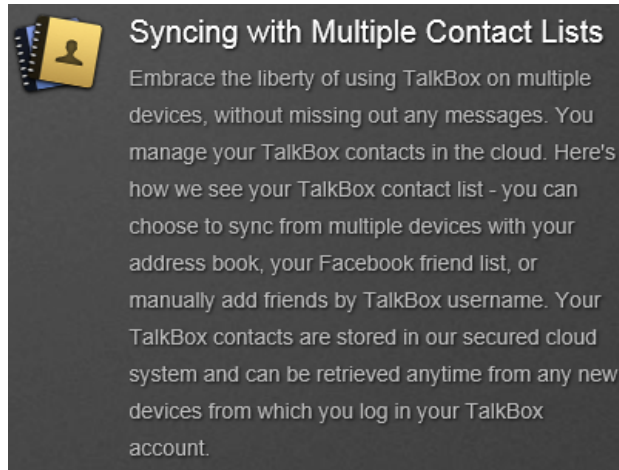 Syncing with Multiple Contact Lists
Embrace the liberty of using TalkBox on multiple
devices, without missing out any messages. You
manage your TalkBox contacts in the cloud. Here's
how we see your TalkBox contact list - you can
choose to sync from multiple devices with your
address book, your Facebook friend list, or
manually add friends by TalkBox username. Your
TalkBox contacts are stored in our secured cloud
system and can be retrieved anytime from any new
devices from which you log in your TalkBox
account.